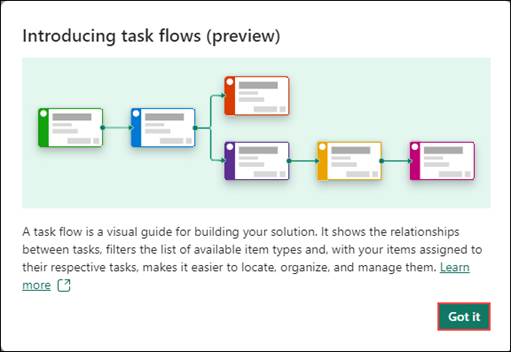 Introducing task flows (preview)
A task flow is a visual guide for building your solution. It shows the relationships
between tasks, filters the list of available item types and, with your items assigned to
their respective tasks, makes it easier to locate, organize, and manage them. Learn
more
Got it